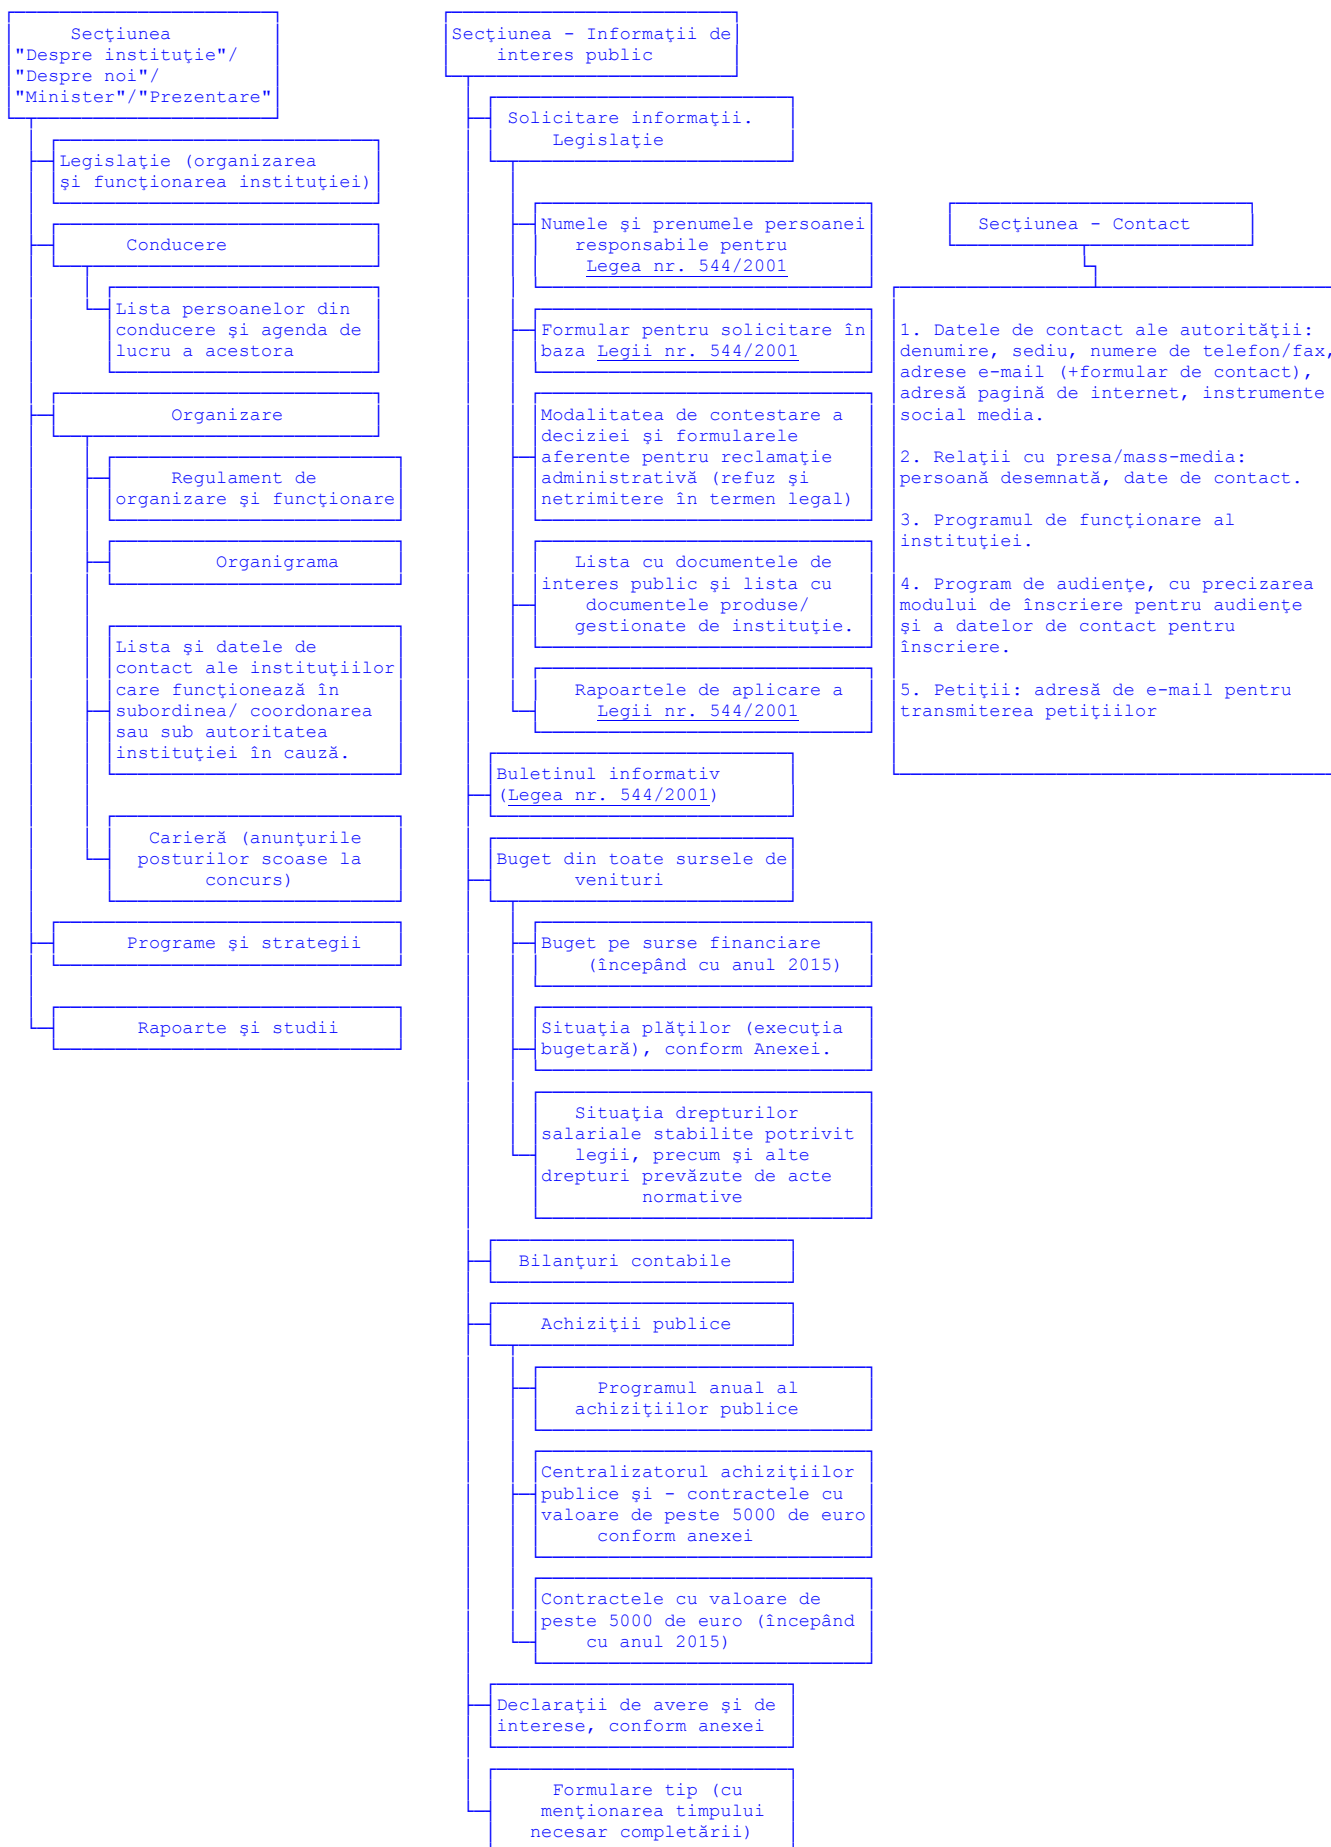 Secţiunea
"Despre instituţie"/
"Despre noi"/
"Minister"/"Prezentare"
Legislaţie (organizarea
şi funcţionarea instituţiei)
Conducere
Lista persoanelor din
conducere şi agenda de
lucru a acestora
Organizare
Regulament de
organizare şi funcţionare
Organigrama
Lista şi datele de
contact ale instituţiilor
care funcţionează în
subordinea/ coordonarea
sau sub autoritatea
instituţiei în cauză.
Carieră (anunţurile
posturilor scoase la
concurs)
Programe şi strategii
Rapoarte şi studii
Secţiunea - Informaţii de
interes public
Solicitare informaţii.
Legislaţie
Numele şi prenumele persoanei
responsabile pentru
Legea nr. 544/2001
Formular pentru solicitare în
baza Legii nr. 544/2001
Modalitatea de contestare a
deciziei şi formularele
aferente pentru reclamaţie
administrativă (refuz şi
netrimitere în termen legal)
Lista cu documentele de
interes public şi lista cu
documentele produse/
gestionate de instituţie.
Rapoartele de aplicare a
Legii nr. 544/2001
Buletinul informativ
(Legea nr. 544/2001)
Buget din toate sursele de
venituri
Buget pe surse financiare
(începând cu anul 2015)
Situaţia plăţilor (execuţia
bugetară), conform Anexei.
Situaţia drepturilor
salariale stabilite potrivit
legii, precum şi alte
drepturi prevăzute de acte
normative
Bilanţuri contabile
Achiziţii publice
Programul anual al
achiziţiilor publice
Centralizatorul achiziţiilor
publice şi - contractele cu
valoare de peste 5000 de euro
conform anexei
Contractele cu valoare de
peste 5000 de euro (începând
cu anul 2015)
Declaraţii de avere şi de
interese, conform anexei
Formulare tip (cu
menţionarea timpului
necesar completării)
Secţiunea - Contact
1. Datele de contact ale autorităţii:
denumire, sediu, numere de telefon/fax,
adrese e-mail (+formular de contact),
adresă pagină de internet, instrumente
social media.
2. Relaţii cu presa/mass-media:
persoană desemnată, date de contact.
3. Programul de funcţionare al
instituţiei.
4. Program de audienţe, cu precizarea
modului de înscriere pentru audienţe
şi a datelor de contact pentru
înscriere.
5. Petiţii: adresă de e-mail pentru
transmiterea petiţiilor